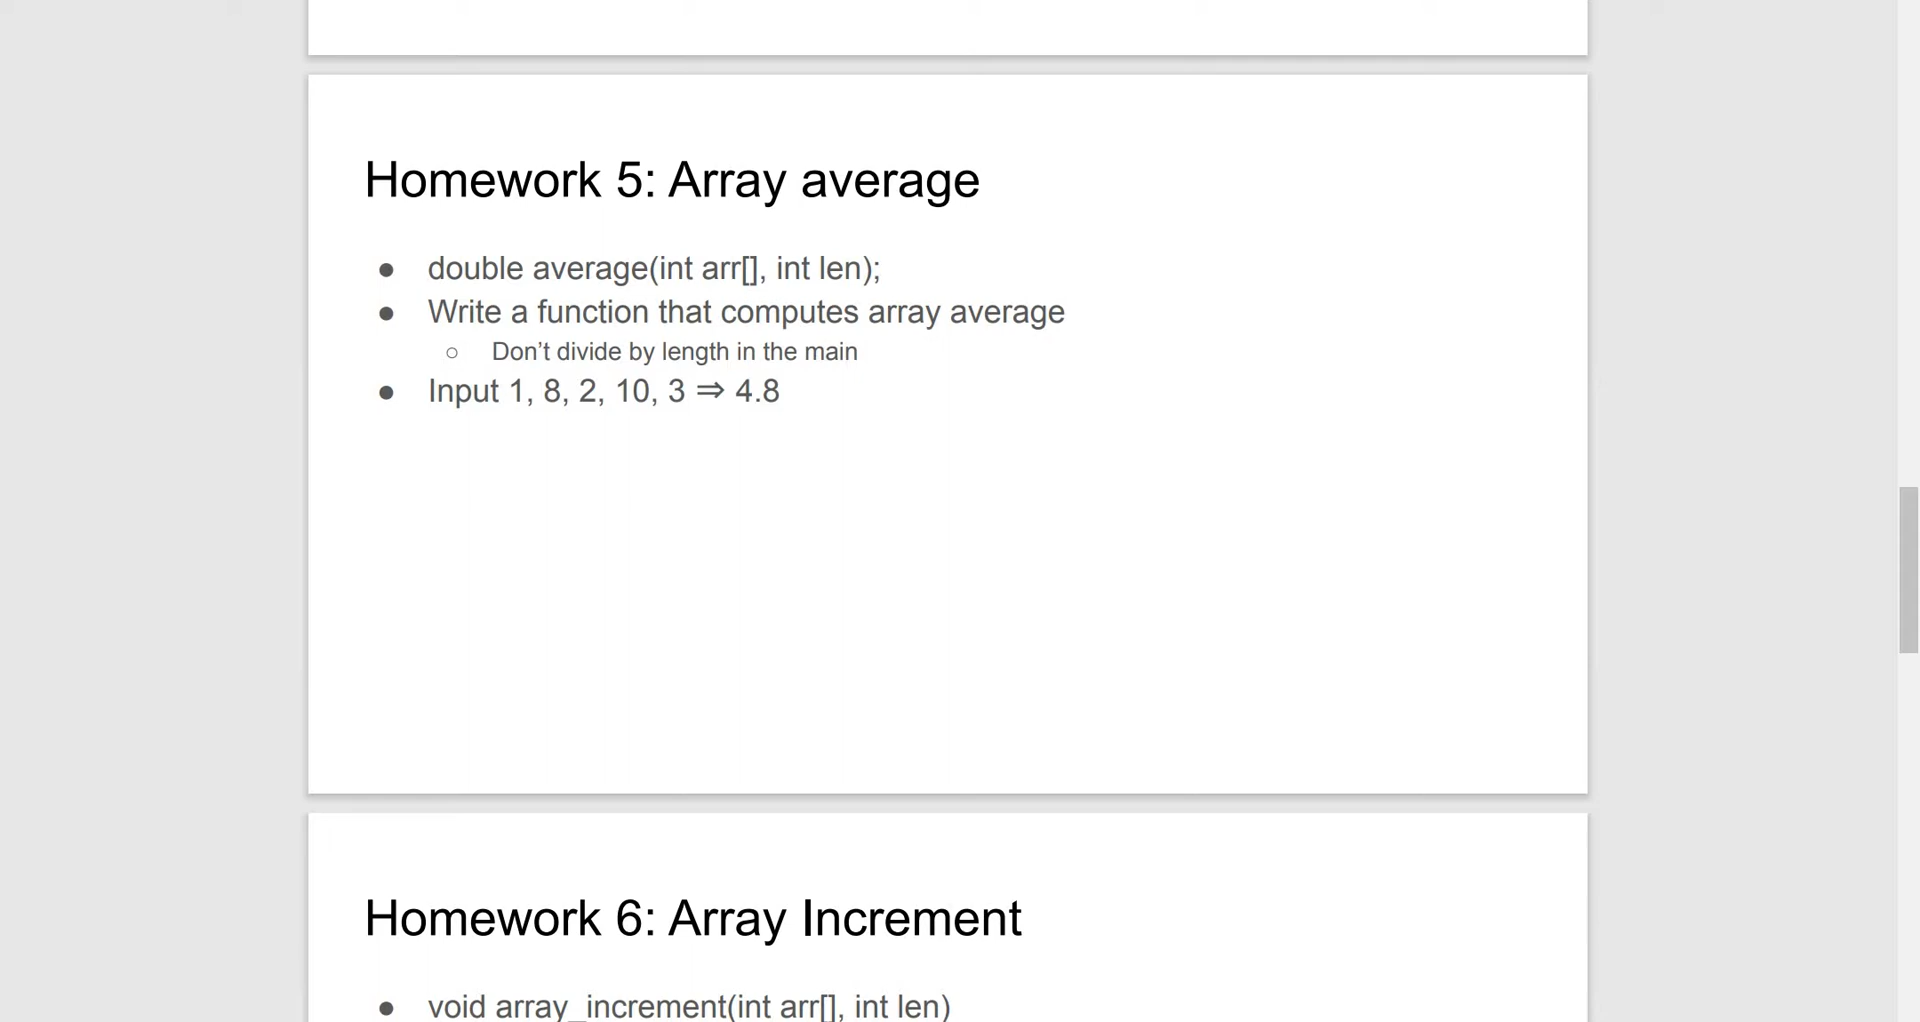 Homework 5: Array average
● double average(int arr[], int len);
● Write a function that computes array average
○ Don’t divide by length in the main
● Input 1, 8, 2, 10, 3 ⇒ 4.8
Homework 6: Array Increment
● void array_increment(int arr[], int len)